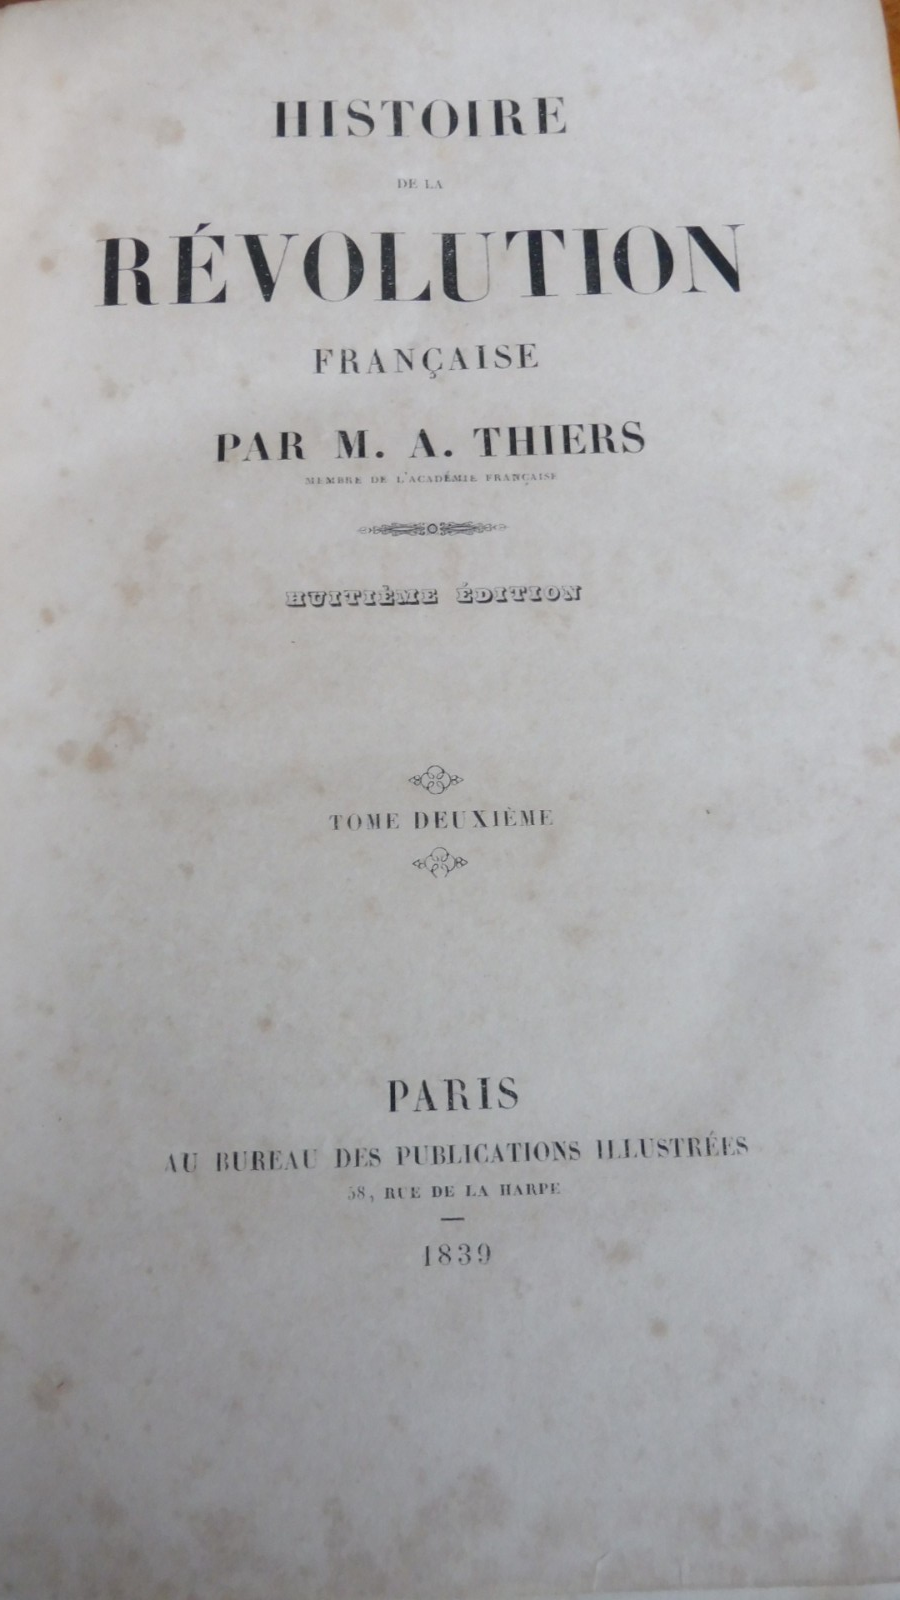 HISTOIRE
DE LA
RÉVOLUTION
FRANÇAISE
PAR M. A. THIERS
MEMBRE DE L'ACADÉMIE FRANÇAISE
HUITIÈME ÉDITION
TOME DEUXIÈME
PARIS
AU BUREAU DES PUBLICATIONS ILLUSTRÉES
RUE DE LA HARPE
1839